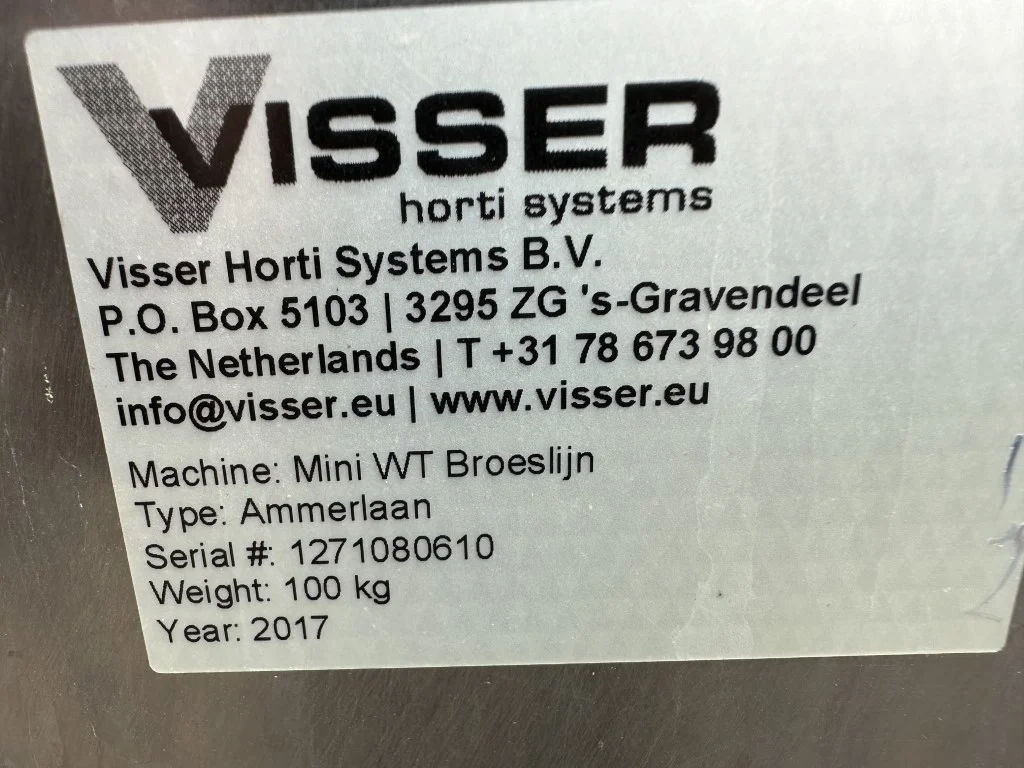 VISSER
horti systems
Visser Horti Systems B.V.
P.O. Box 5103 | 3295 ZG 's-Gravendeel
The Netherlands | T +31 78 673 98 00
info@visser.eu | www.visser.eu
Machine: Mini WT Broeslijn
Type: Ammerlaan
Serial #: 1271080610
Weight: 100 kg
Year: 2017